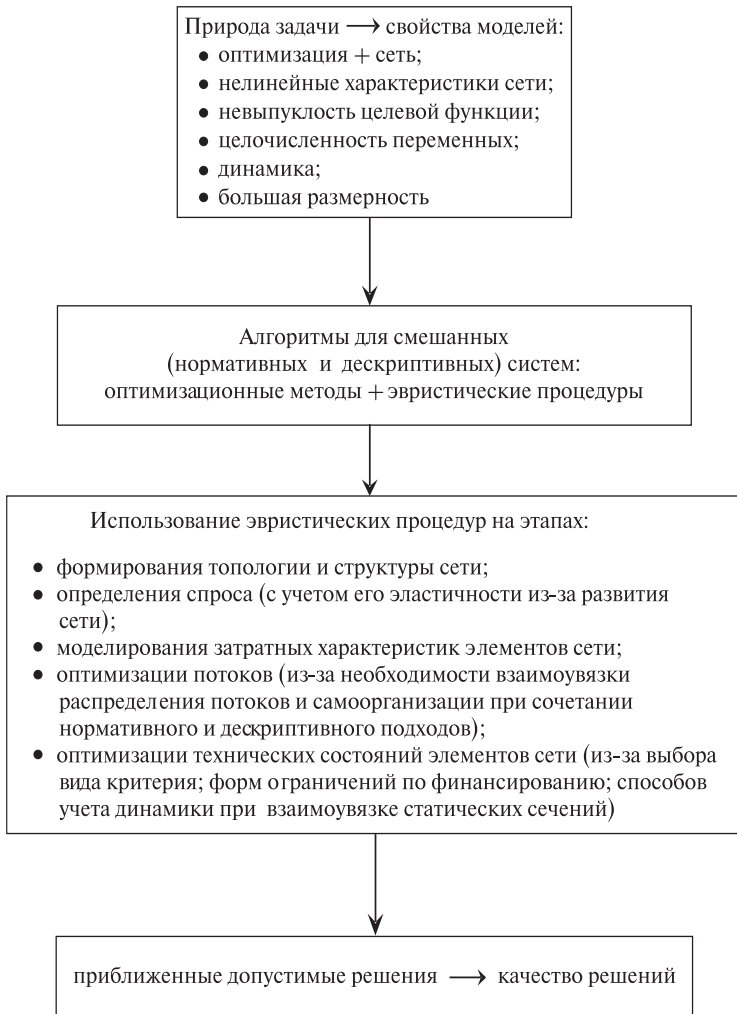 Природа задачи ⟶ свойства моделей:
• оптимизация + сеть;
• нелинейные характеристики сети;
• невыпуклость целевой функции;
• целочисленность переменных;
• динамика;
• большая размерность
Алгоритмы для смешанных
(нормативных и дескриптивных) систем:
оптимизационные методы + эвристические процедуры
Использование эвристических процедур на этапах:
• формирования топологии и структуры сети;
• определения спроса (с учетом его эластичности из-за развития
сети);
• моделирования затратных характеристик элементов сети;
• оптимизации потоков (из-за необходимости взаимоувязки
распределения потоков и самоорганизации при сочетании
нормативного и дескриптивного подходов);
• оптимизации технических состояний элементов сети (из-за выбора
вида критерия; форм ограничений по финансированию; способов
учета динамики при взаимоувязке статических сечений)
приближенные допустимые решения ⟶ качество решений